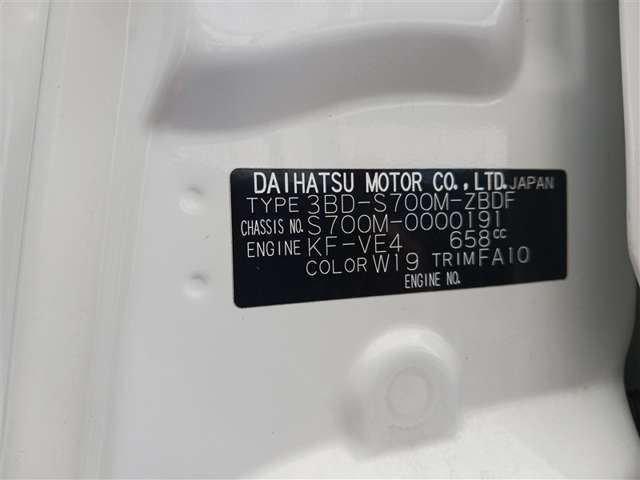 DAIHATSU MOTOR CO.,LTD. JAPAN
TYPE 3BD-S700M-ZBDF
CHASSIS NO. S700M-0000191
ENGINE KF-VE4 658cc
COLOR W19 TRIM FA10
ENGINE NO.